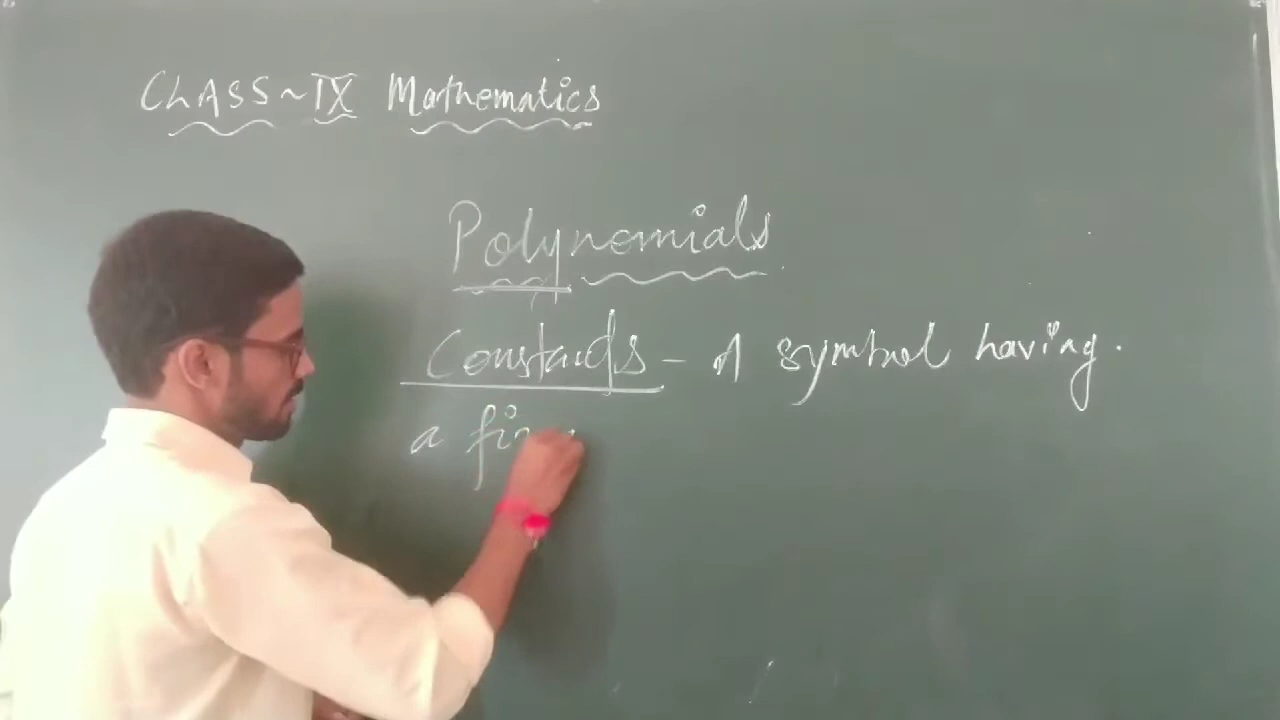 CLASS ~ IX Mathematics
Polynomials
Constants - A symbol having.
a